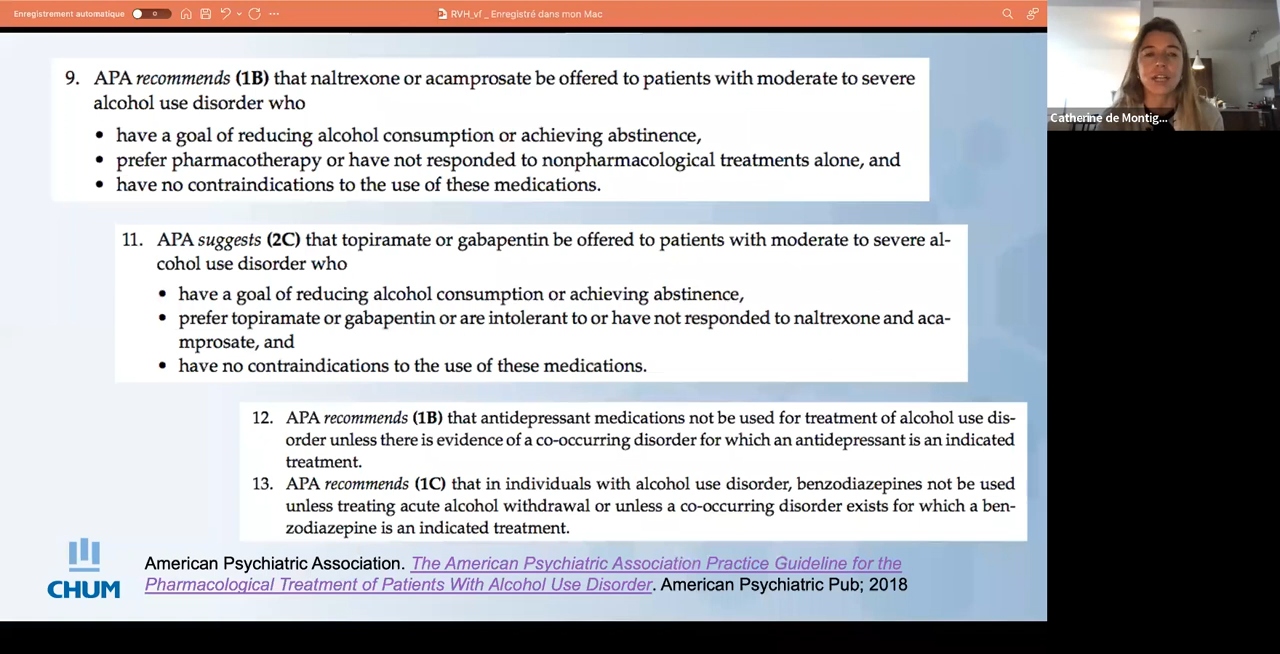 Enregistrement automatique
RVH_vf _ Enregistré dans mon Mac
9. APA recommends (1B) that naltrexone or acamprosate be offered to patients with moderate to severe
alcohol use disorder who
• have a goal of reducing alcohol consumption or achieving abstinence,
• prefer pharmacotherapy or have not responded to nonpharmacological treatments alone, and
• have no contraindications to the use of these medications.
11. APA suggests (2C) that topiramate or gabapentin be offered to patients with moderate to severe al-
cohol use disorder who
• have a goal of reducing alcohol consumption or achieving abstinence,
• prefer topiramate or gabapentin or are intolerant to or have not responded to naltrexone and aca-
mprosate, and
• have no contraindications to the use of these medications.
12. APA recommends (1B) that antidepressant medications not be used for treatment of alcohol use dis-
order unless there is evidence of a co-occurring disorder for which an antidepressant is an indicated
treatment.
13. APA recommends (1C) that in individuals with alcohol use disorder, benzodiazepines not be used
unless treating acute alcohol withdrawal or unless a co-occurring disorder exists for which a ben-
zodiazepine is an indicated treatment.
CHUM
American Psychiatric Association. The American Psychiatric Association Practice Guideline for the
Pharmacological Treatment of Patients With Alcohol Use Disorder. American Psychiatric Pub; 2018
Catherine de Montig...